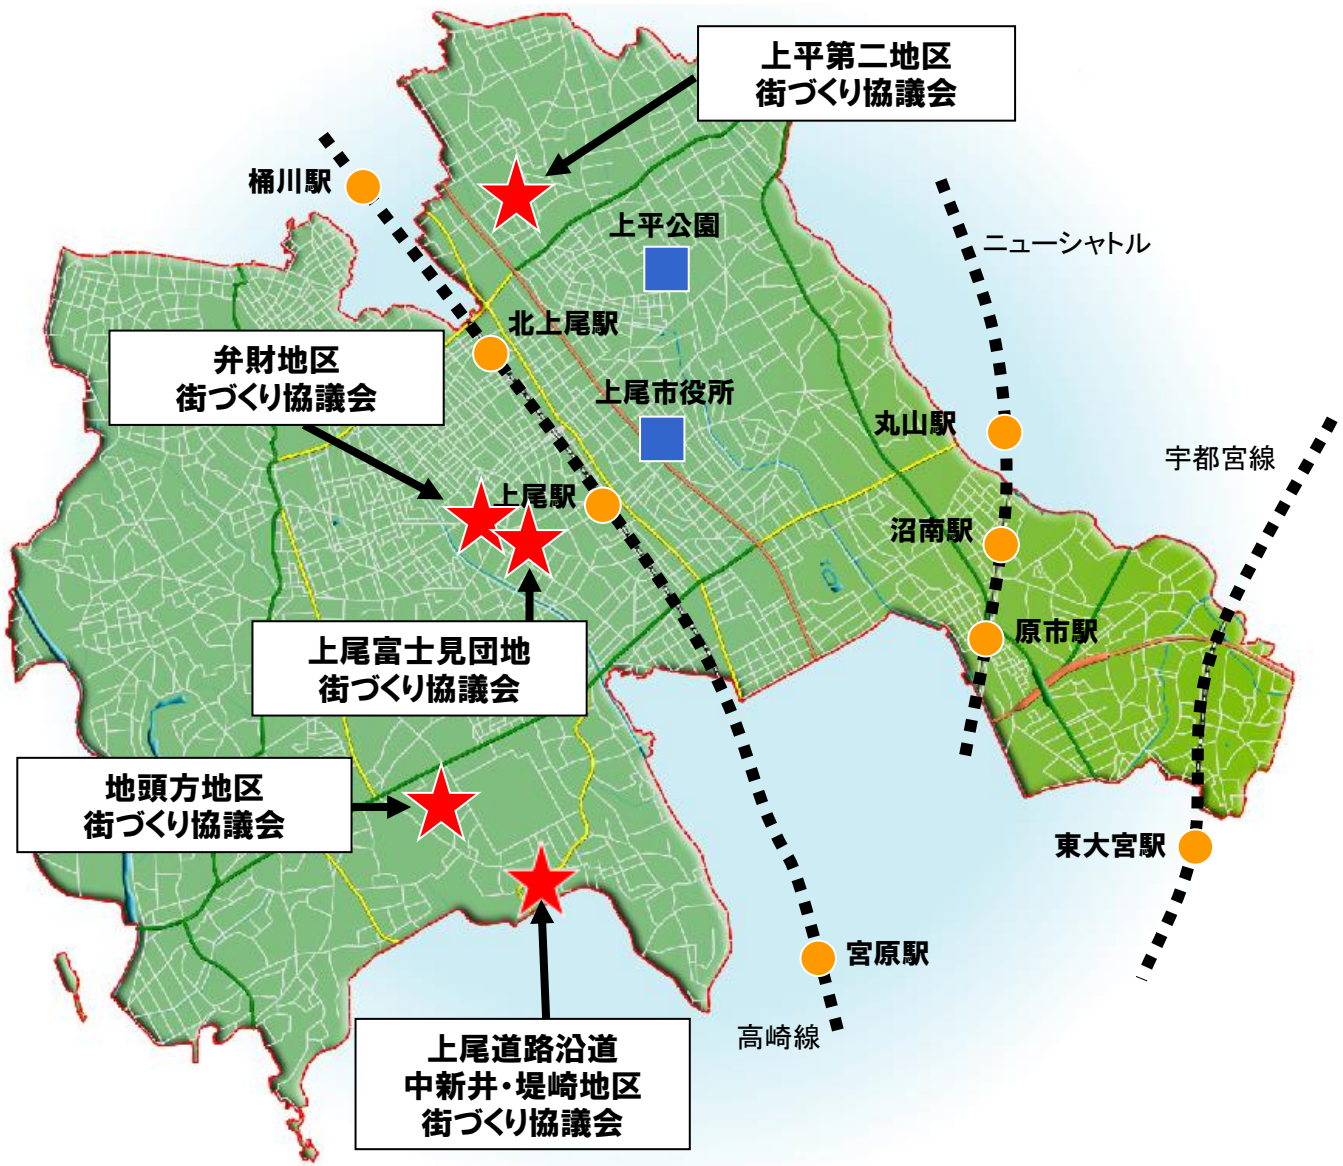 上平第二地区
街づくり協議会
桶川駅
上平公園
ニューシャトル
北上尾駅
弁財地区
街づくり協議会
上尾市役所
丸山駅
宇都宮線
上尾駅
沼南駅
原市駅
上尾富士見団地
街づくり協議会
地頭方地区
街づくり協議会
東大宮駅
宮原駅
高崎線
上尾道路沿道
中新井・堤崎地区
街づくり協議会